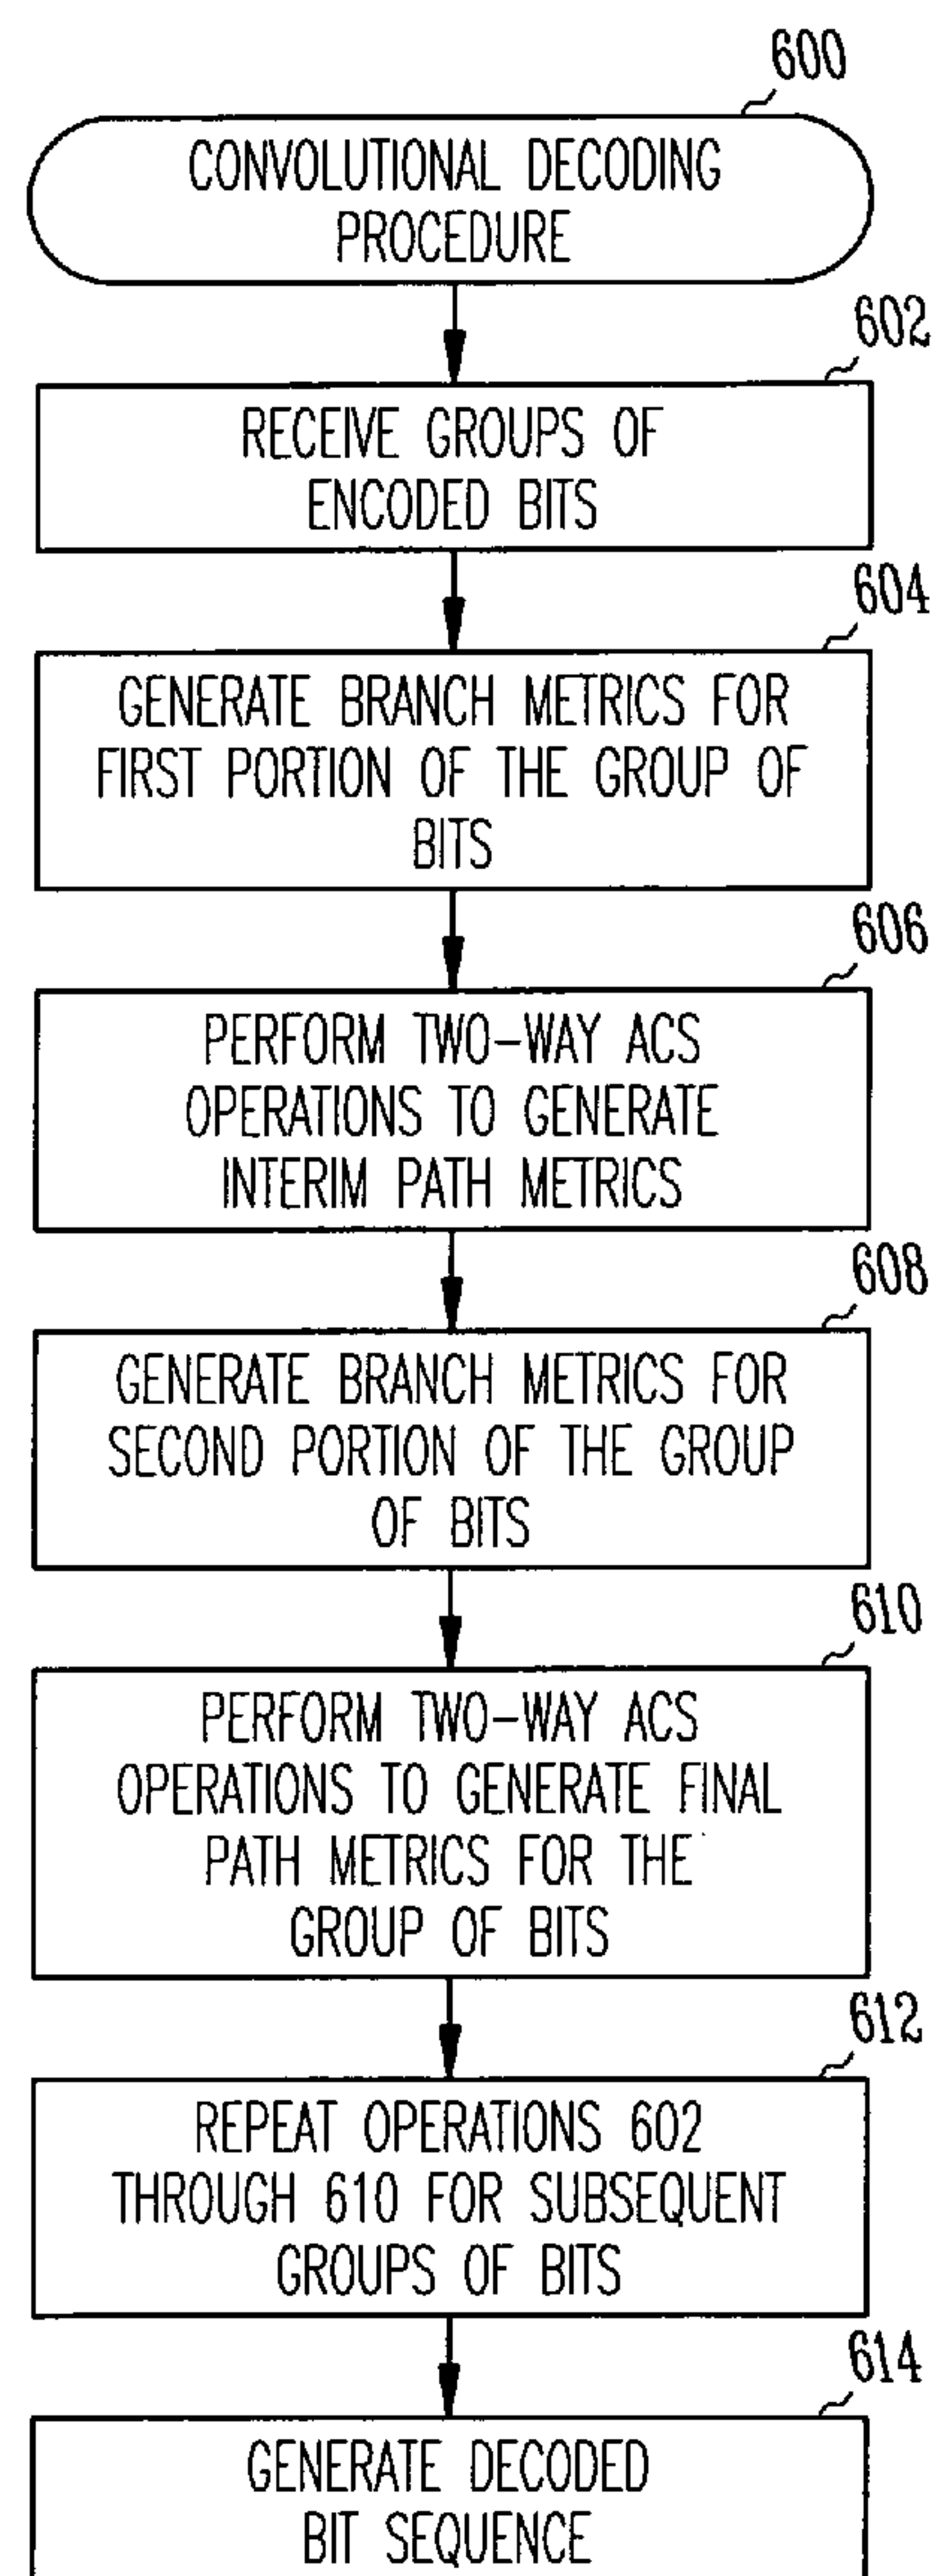 600
CONVOLUTIONAL DECODING
PROCEDURE
602
RECEIVE GROUPS OF
ENCODED BITS
604
GENERATE BRANCH METRICS FOR
FIRST PORTION OF THE GROUP OF
BITS
606
PERFORM TWO-WAY ACS
OPERATIONS TO GENERATE
INTERIM PATH METRICS
608
GENERATE BRANCH METRICS FOR
SECOND PORTION OF THE GROUP
OF BITS
610
PERFORM TWO-WAY ACS
OPERATIONS TO GENERATE FINAL
PATH METRICS FOR THE
GROUP OF BITS
612
REPEAT OPERATIONS 602
THROUGH 610 FOR SUBSEQUENT
GROUPS OF BITS
614
GENERATE DECODED
BIT SEQUENCE